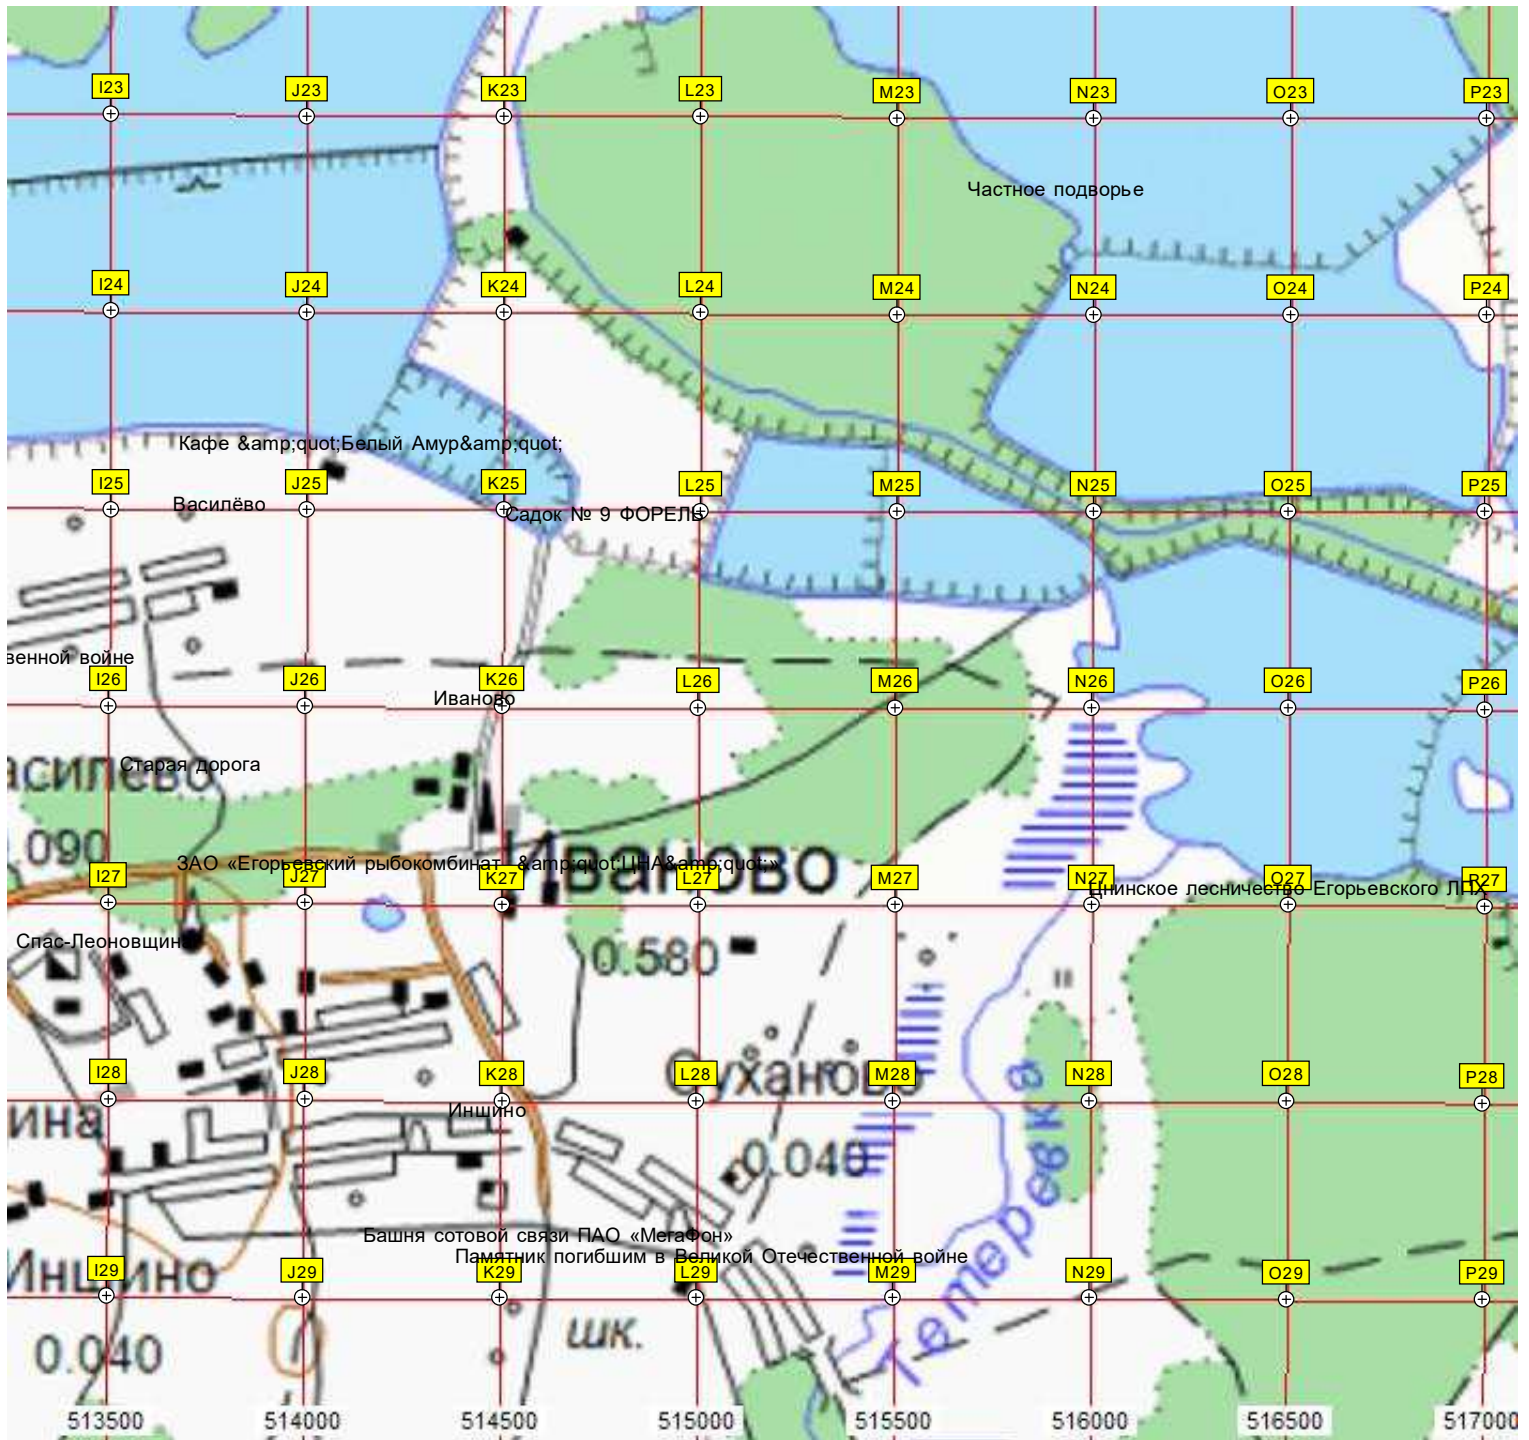 I23 J23 K23 L23 M23 N23 O23 P23
Частное подворье
I24 J24 K24 L24 M24 N24 O24 P24
Кафе &amp;quot;Белый Амур&amp;quot;
I25 J25 K25 L25 M25 N25 O25 P25
Василёво
Садок № 9 ФОРЕЛЬ
венной войне
I26 J26 K26 L26 M26 N26 O26 P26
Иваново
асилево
Старая дорога
.090
Иваново
ЗАО «Егорьевский рыбокомбинат &amp;quot;ЦНА&amp;quot;»
I27 J27 K27 L27 M27 N27 O27 P27
Цнинское лесничество Егорьевского ЛПХ
Спас-Леоновщин
0.580
Суханово
I28 J28 K28 L28 M28 N28 O28 P28
Иншино
ина
0.040
Тетеревка
Башня сотовой связи ПАО «МегаФон»
Памятник погибшим в Великой Отечественной войне
Иншино
I29 J29 K29 L29 M29 N29 O29 P29
шк.
0.040
513500 514000 514500 515000 515500 516000 516500 517000